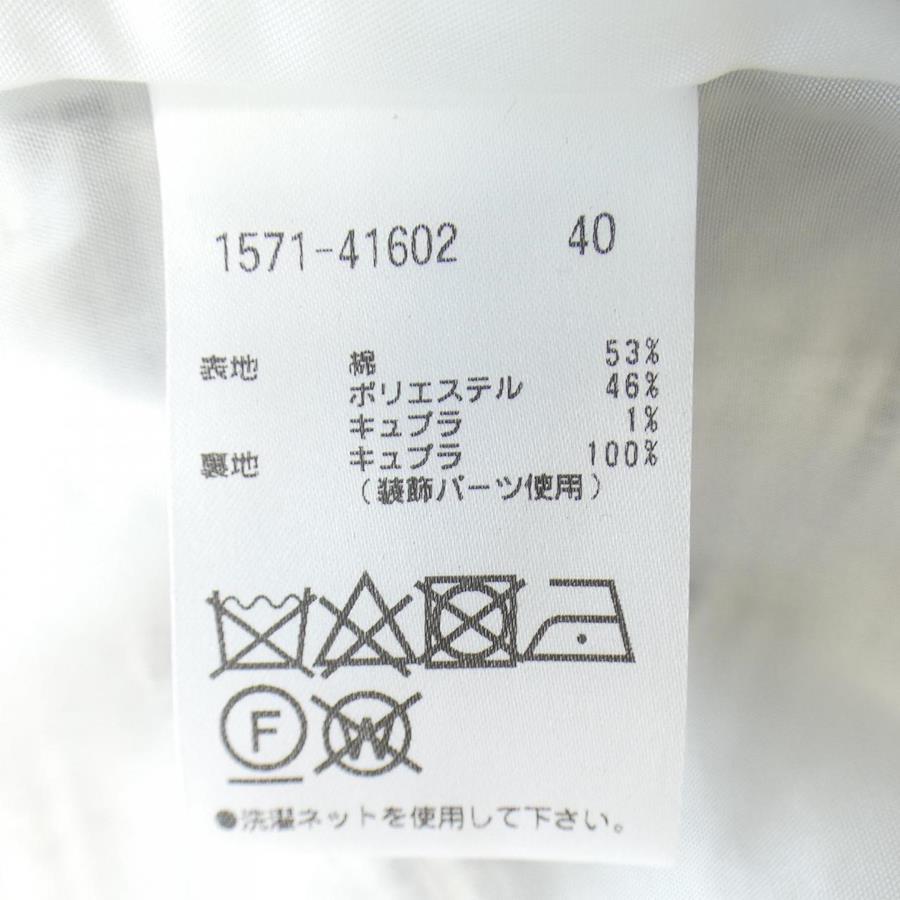 1571-41602 40
表地 綿 53%
ポリエステル 46%
キュプラ 1%
裏地 キュプラ 100%
(装飾パーツ使用)
F W
●洗濯ネットを使用して下さい。